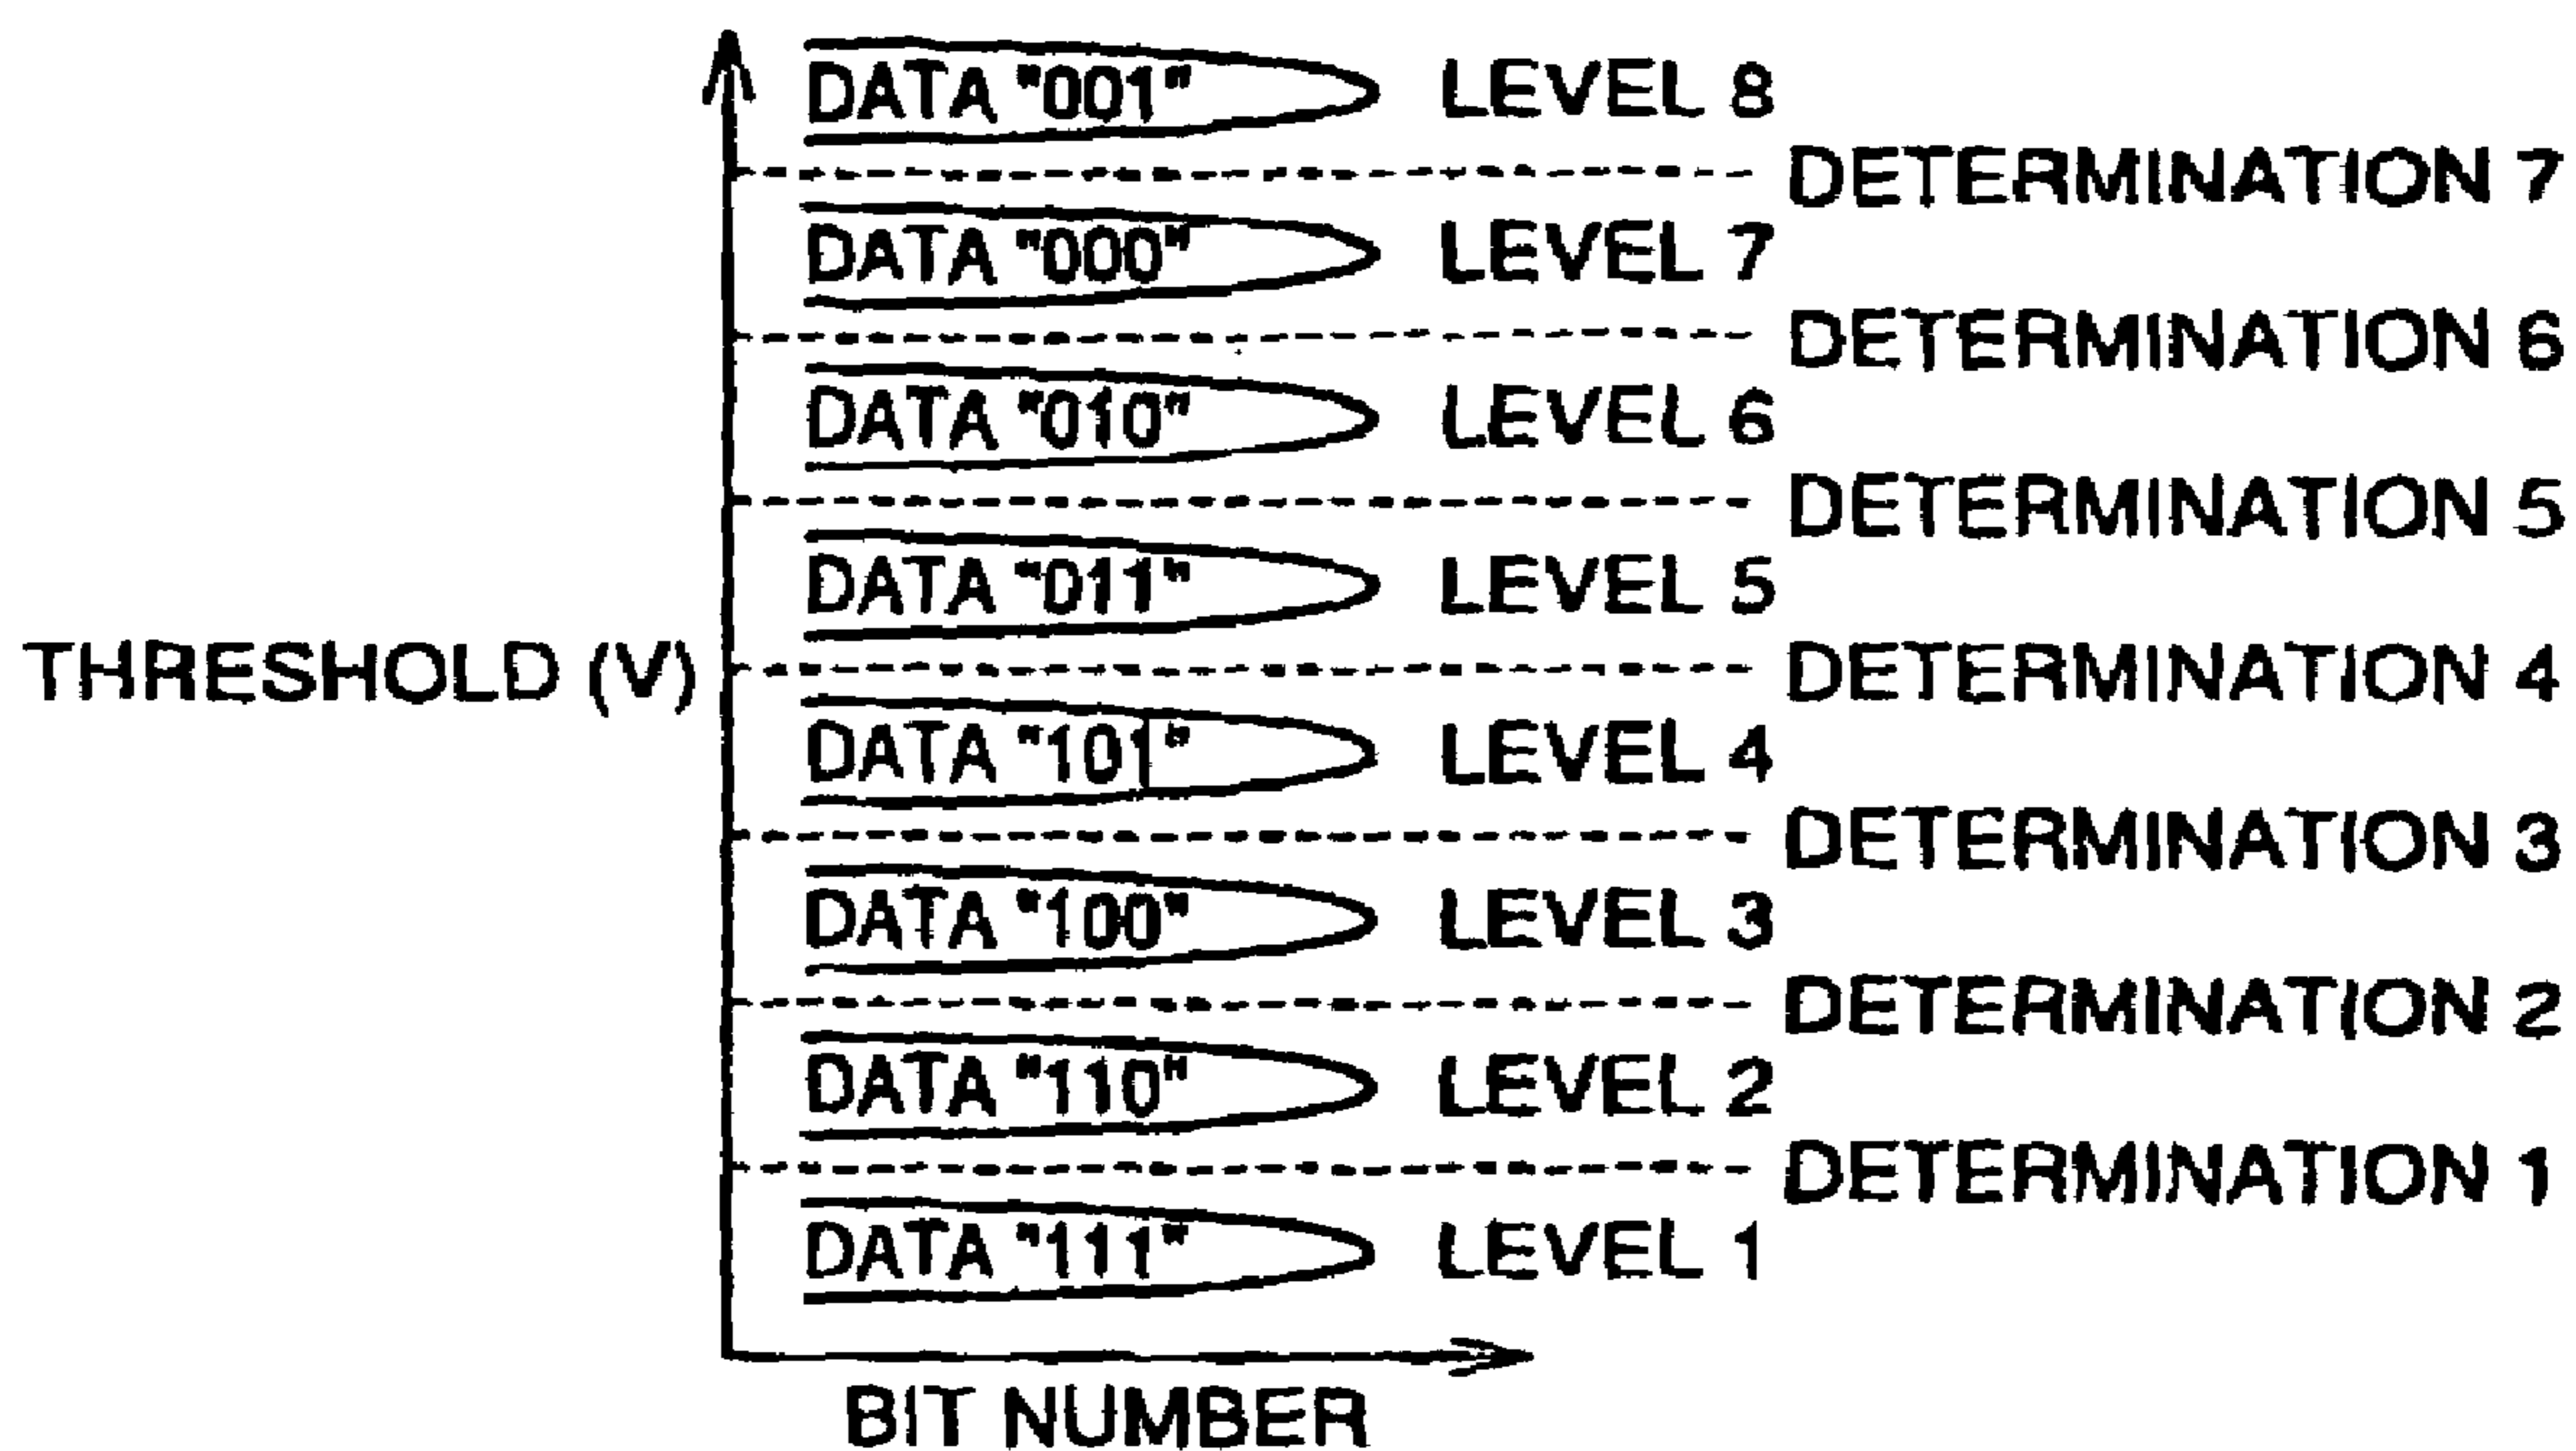 DATA "001" LEVEL 8
DETERMINATION 7
DATA "000" LEVEL 7
DETERMINATION 6
DATA "010" LEVEL 6
DETERMINATION 5
DATA "011" LEVEL 5
THRESHOLD (V) DETERMINATION 4
DATA "101" LEVEL 4
DETERMINATION 3
DATA "100" LEVEL 3
DETERMINATION 2
DATA "110" LEVEL 2
DETERMINATION 1
DATA "111" LEVEL 1
BIT NUMBER